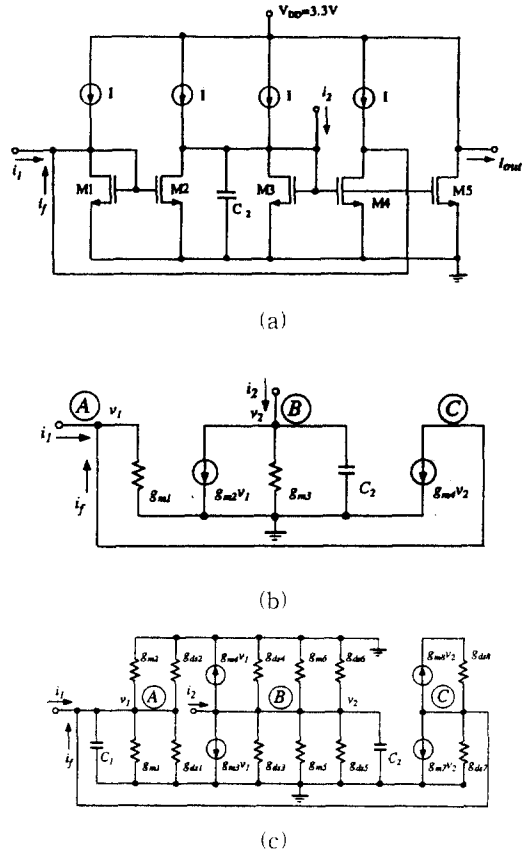 V_DD=3.3V
I I I I
i_2
i_1 i_out
i_f M1 M2 M3 M4 M5
C_2
(a)
A v_1 i_2 v_2 B C
i_1
i_f g_m1 g_m2v_1 g_m3 C_2 g_m4v_2
(b)
g_m2 g_ds2 g_m4v_1 g_ds4 g_m6 g_ds6 g_m8v_2 g_ds8
i_1 v_1 A i_2 B v_2 C
i_f C_1 g_m1 g_ds1 g_m3v_1 g_ds3 g_m5 g_ds5 C_2 g_m7v_2 g_ds7
(c)